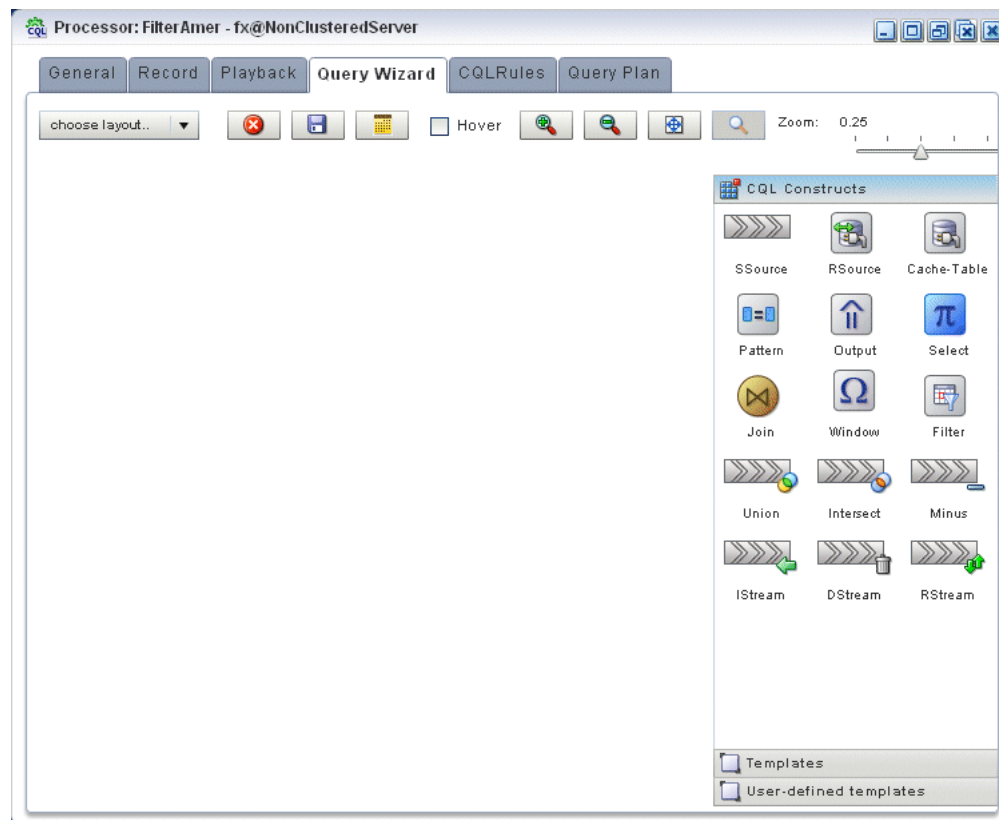 CQL Processor: FilterAmer - fx@NonClusteredServer
General Record Playback Query Wizard CQLRules Query Plan
choose layout.. Hover Zoom: 0.25
CQL Constructs
SSource RSource Cache-Table
π
Pattern Output Select
Ω
Join Window Filter
Union Intersect Minus
IStream DStream RStream
Templates
User-defined templates